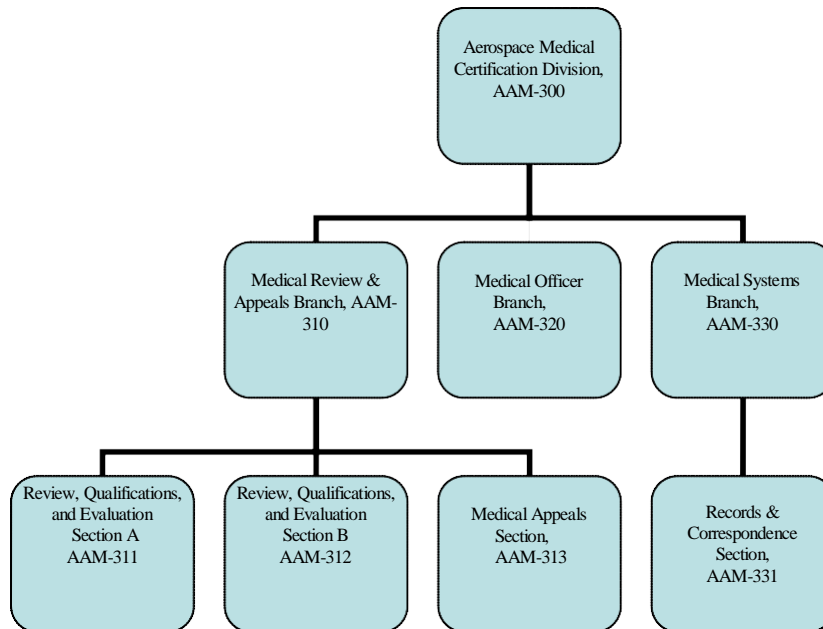 Aerospace Medical
Certification Division,
AAM-300
Medical Review &
Appeals Branch, AAM-
310
Medical Officer
Branch,
AAM-320
Medical Systems
Branch,
AAM-330
Review, Qualifications,
and Evaluation
Section A
AAM-311
Review, Qualifications,
and Evaluation
Section B
AAM-312
Medical Appeals
Section,
AAM-313
Records &
Correspondence
Section,
AAM-331